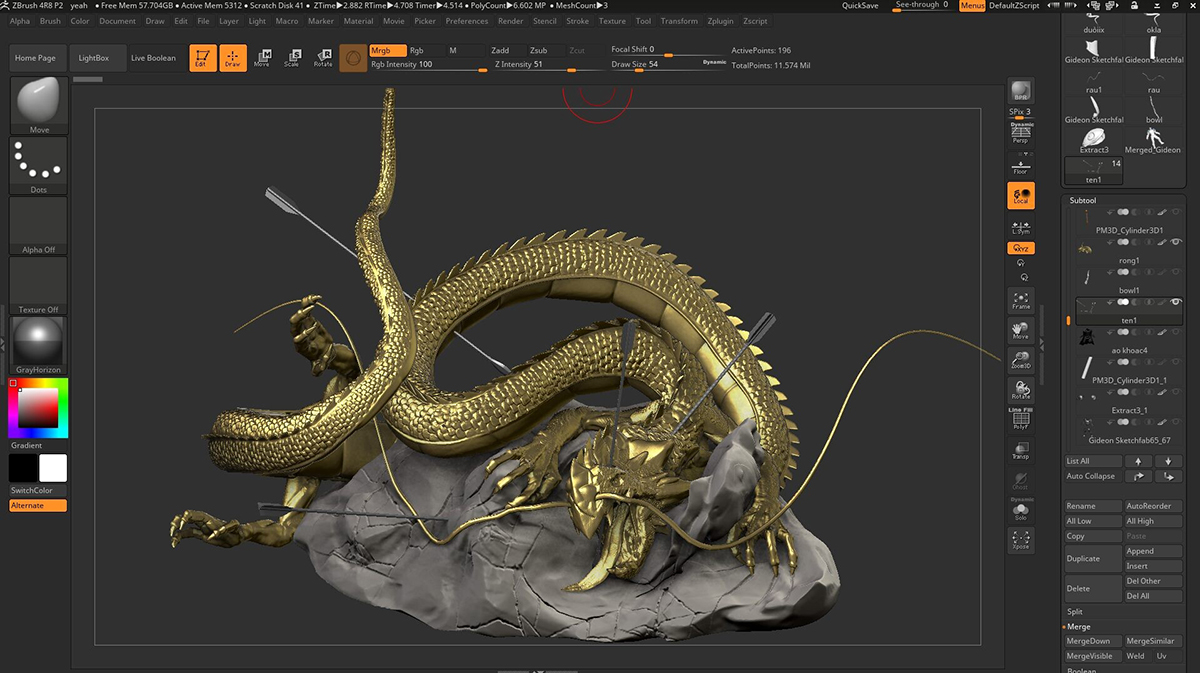 ZBrush 4R8 P2 yeah • Free Mem 57.704GB • Active Mem 5312 • Scratch Disk 41 • ZTime▶2.882 RTime▶4.708 Timer▶4.514 • PolyCount▶6.602 MP • MeshCount▶3 QuickSave See-through 0 Menus DefaultZScript
Alpha Brush Color Document Draw Edit File Layer Light Macro Marker Material Movie Picker Preferences Render Stencil Stroke Texture Tool Transform Zplugin Zscript
Home Page LightBox Live Boolean Edit Draw Move Scale Rotate
Mrgb Rgb M Zadd Zsub Zcut Focal Shift 0 ActivePoints: 196
Rgb Intensity 100 Z Intensity 51 Draw Size 54 Dynamic TotalPoints: 11.574 Mil
Move
Dots
Alpha Off
Texture Off
GrayHorizon
Gradient
SwitchColor
Alternate
BPR
SPix 3
Dynamic
Persp
Floor
Local
L.Sym
XYZ
Frame
Move
Zoom3D
Rotate
Line Fill
PolyF
Transp
Ghost
Dynamic
Solo
Xpose
duôiix okla
Gideon Sketchfal Gideon Sketchfal
rau1 rau
Gideon Sketchfal bowl
Extract3 Merged_Gideon
14
ten1
Subtool
PM3D_Cylinder3D1
rong1
bowl1
ten1
ao khoac4
PM3D_Cylinder3D1_1
Extract3_1
Gideon Sketchfab65_67
List All
Auto Collapse
Rename AutoReorder
All Low All High
Copy Paste
Duplicate Append
Insert
Delete Del Other
Del All
Split
Merge
MergeDown MergeSimilar
MergeVisible Weld Uv
Boolean